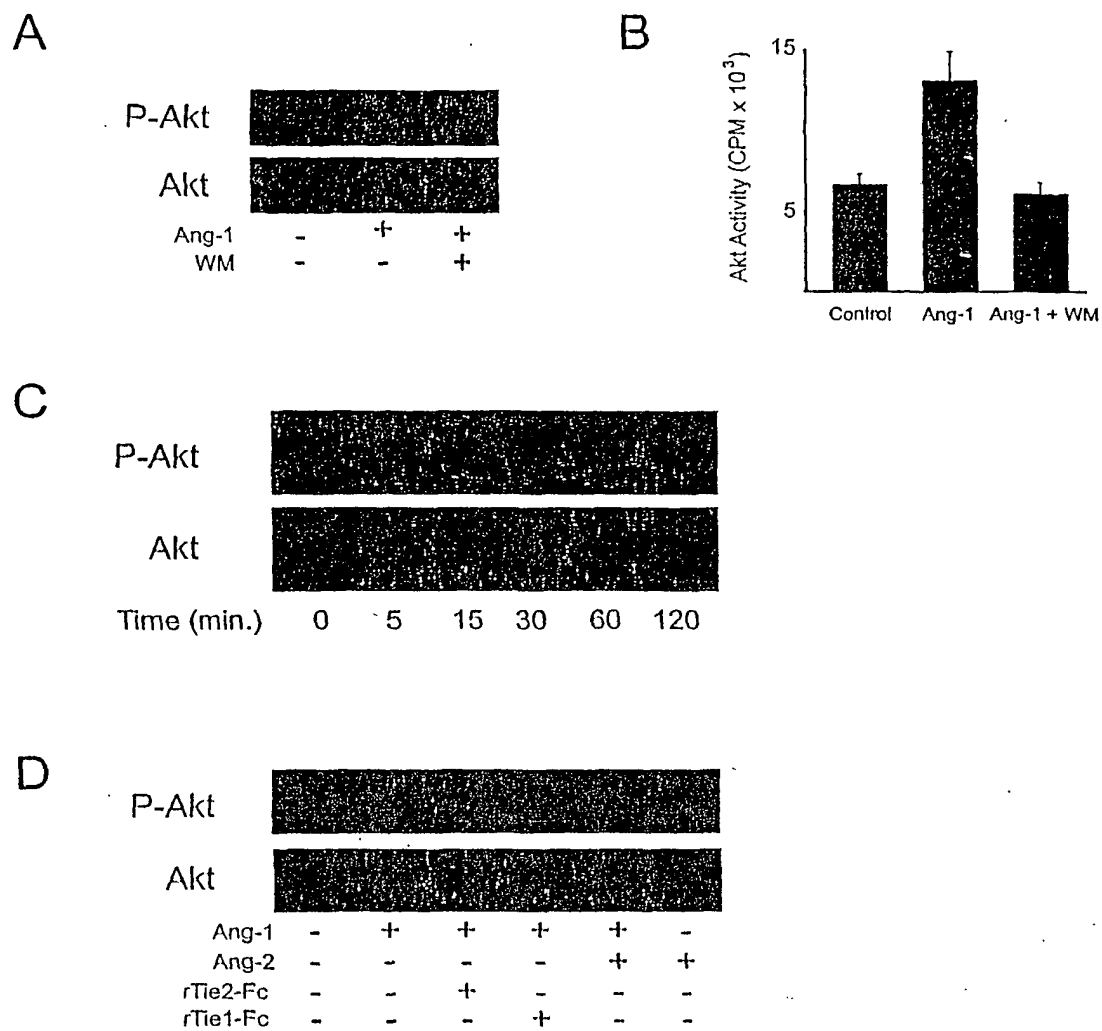 A
P-Akt
Akt
Ang-1 - + +
WM - - +
B
Akt Activity (CPM x 10³)
15
5
Control Ang-1 Ang-1 + WM
C
P-Akt
Akt
Time (min.) 0 5 15 30 60 120
D
P-Akt
Akt
Ang-1 - + + + + -
Ang-2 - - - - + +
rTie2-Fc - - + - - -
rTie1-Fc - - - + - -